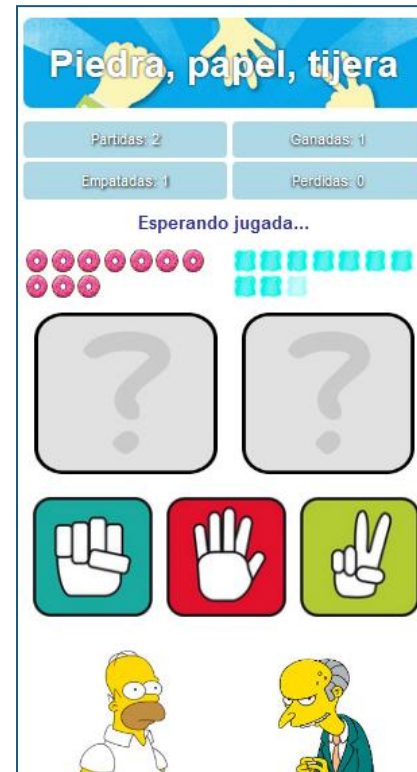 Piedra, papel, tijera
Partidas: 2
Ganadas: 1
Empatadas: 1
Perdidas: 0
Esperando jugada...
?
?